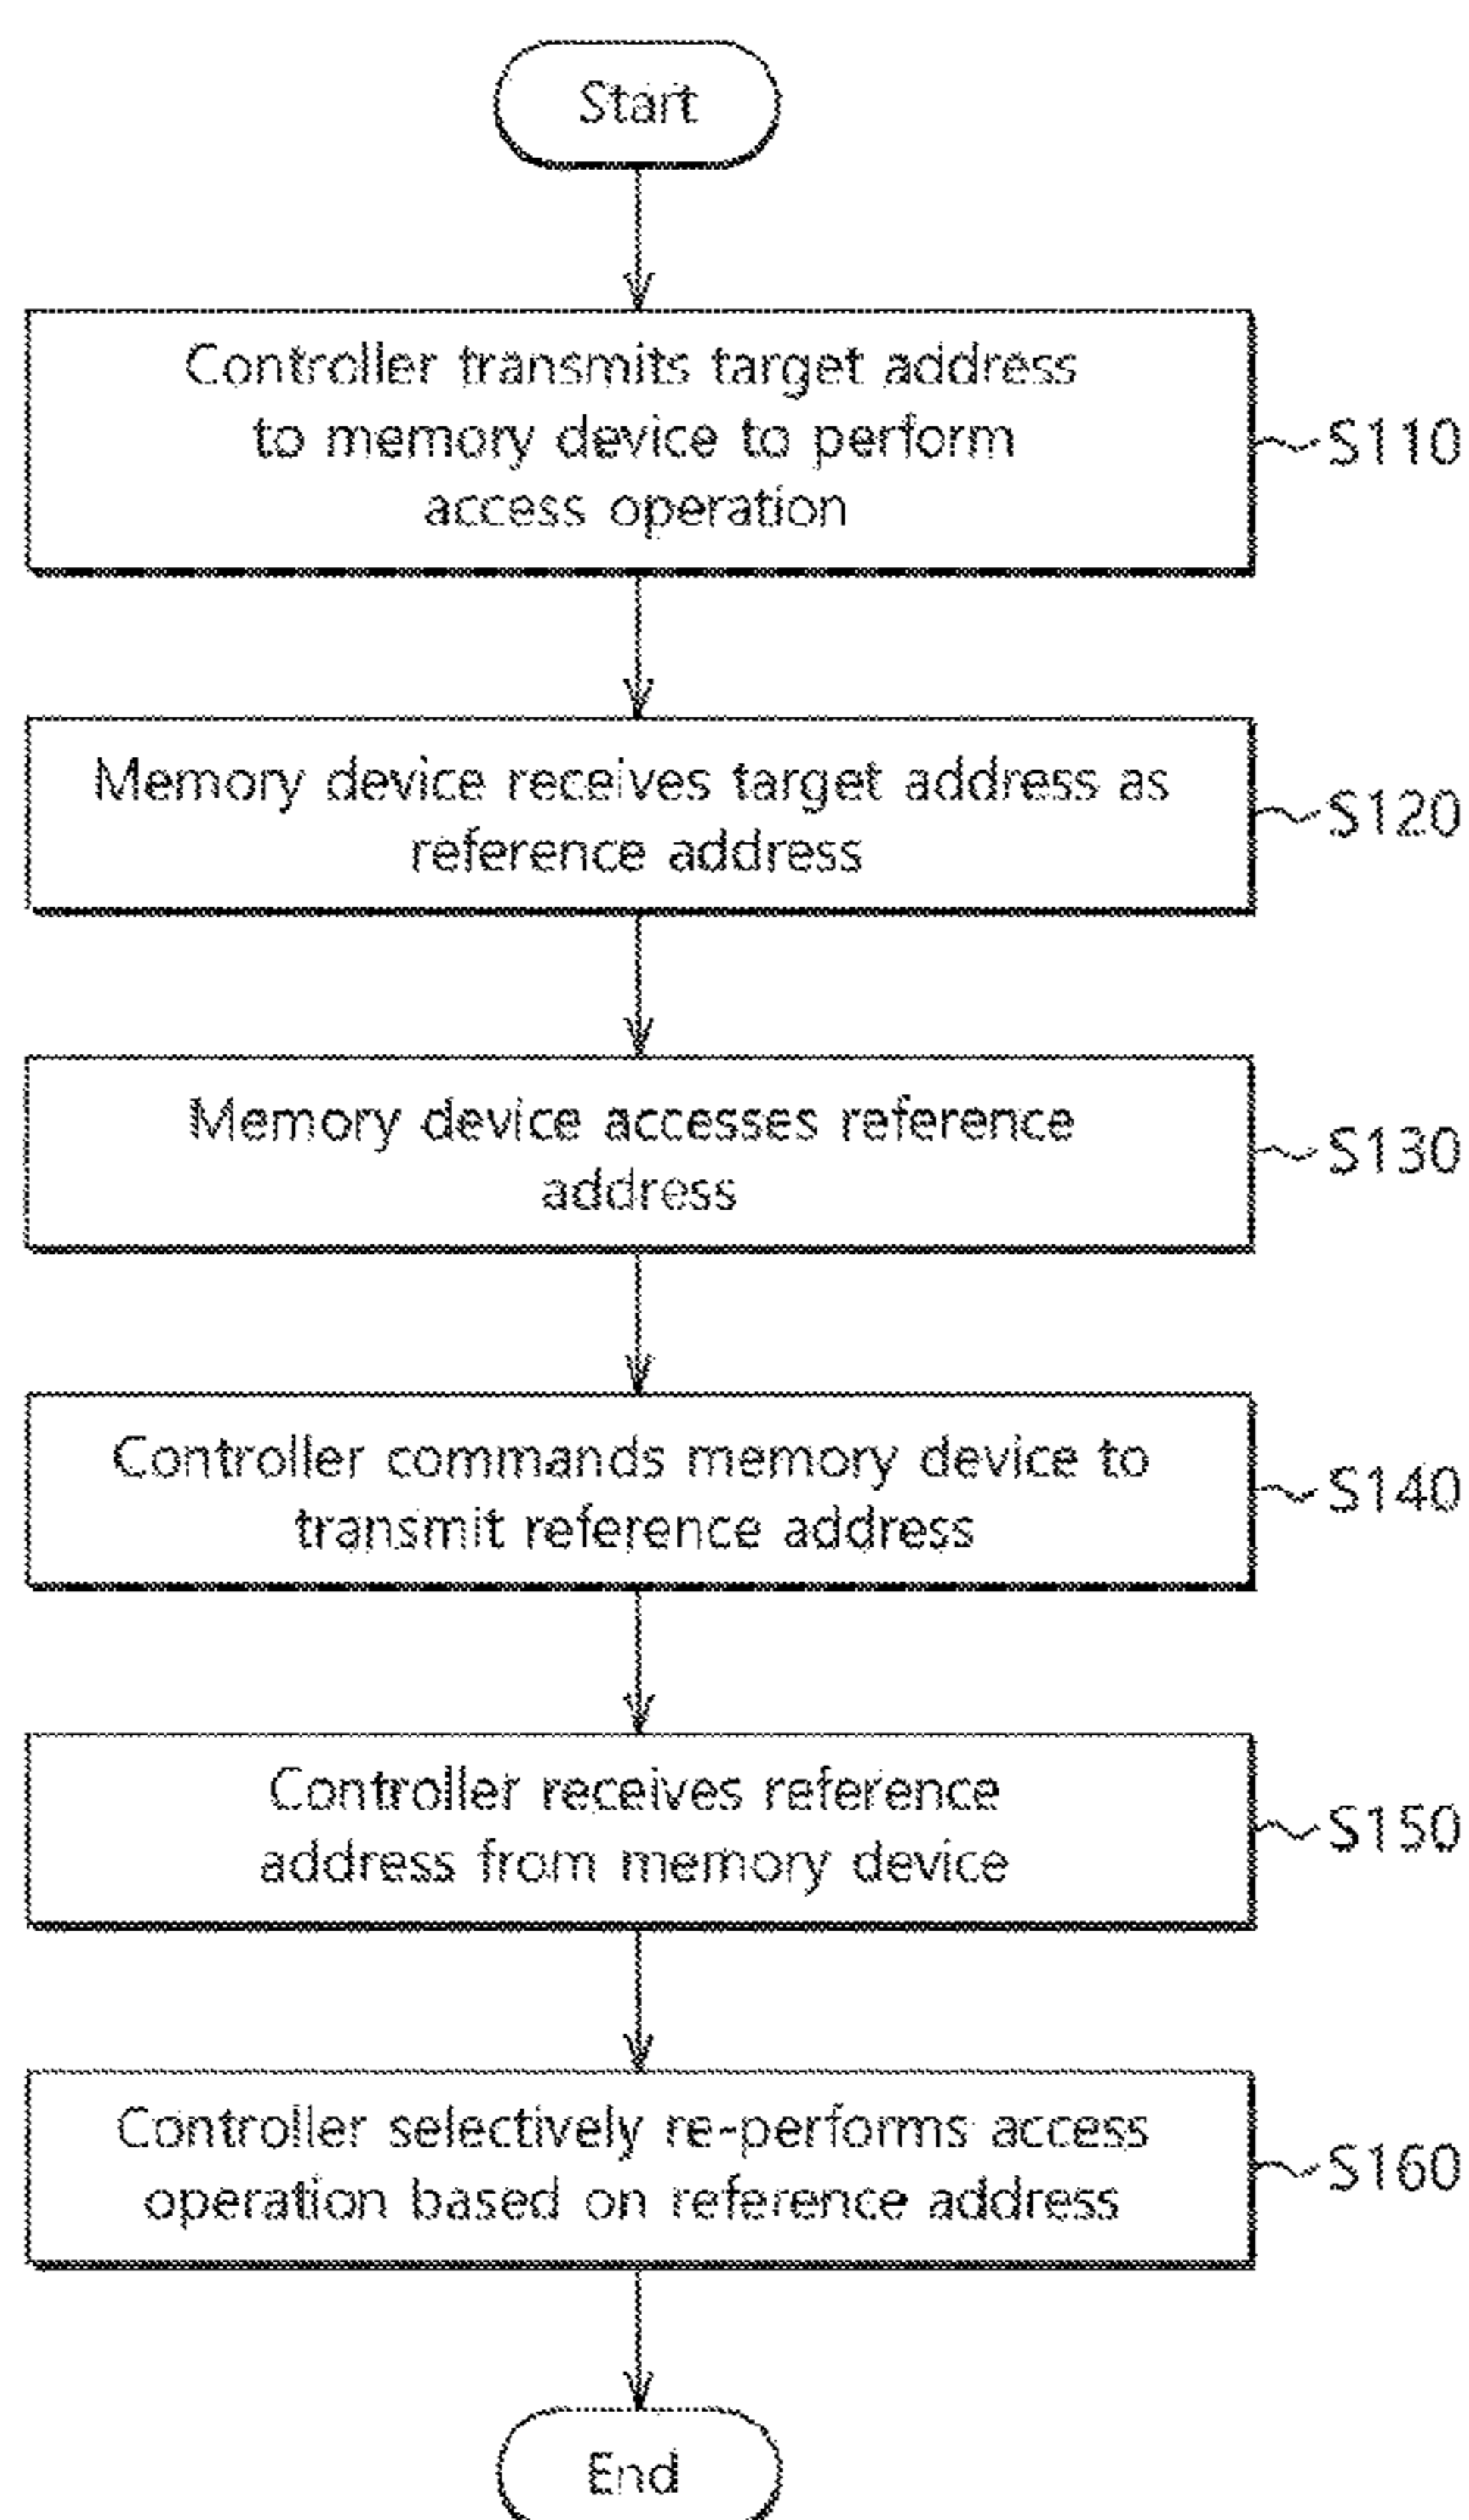 Start
Controller transmits target address
to memory device to perform
access operation
S110
Memory device receives target address as
reference address
S120
Memory device accesses reference
address
S130
Controller commands memory device to
transmit reference address
S140
Controller receives reference
address from memory device
S150
Controller selectively re-performs access
operation based on reference address
S160
End